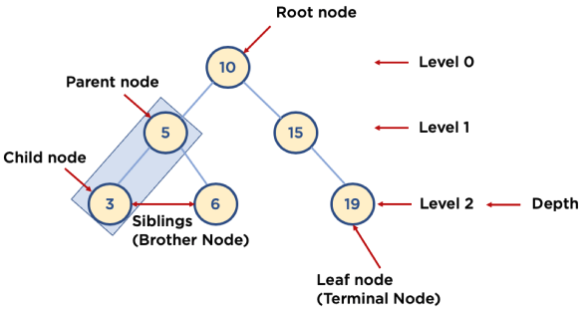 Root node
10
Level 0
Parent node
5
15
Level 1
Child node
3
6
19
Level 2
Depth
Siblings
(Brother Node)
Leaf node
(Terminal Node)